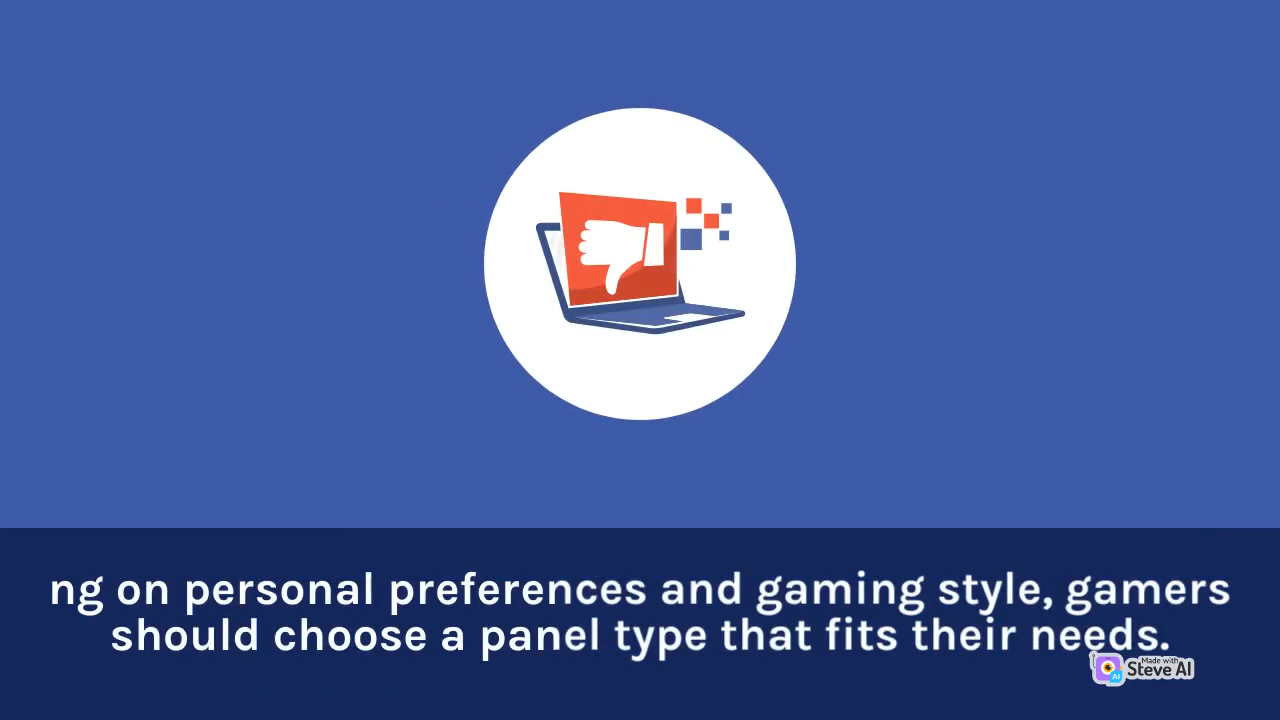 ng on personal preferences and gaming style, gamers
should choose a panel type that fits their needs.
Made with
Steve AI
AI